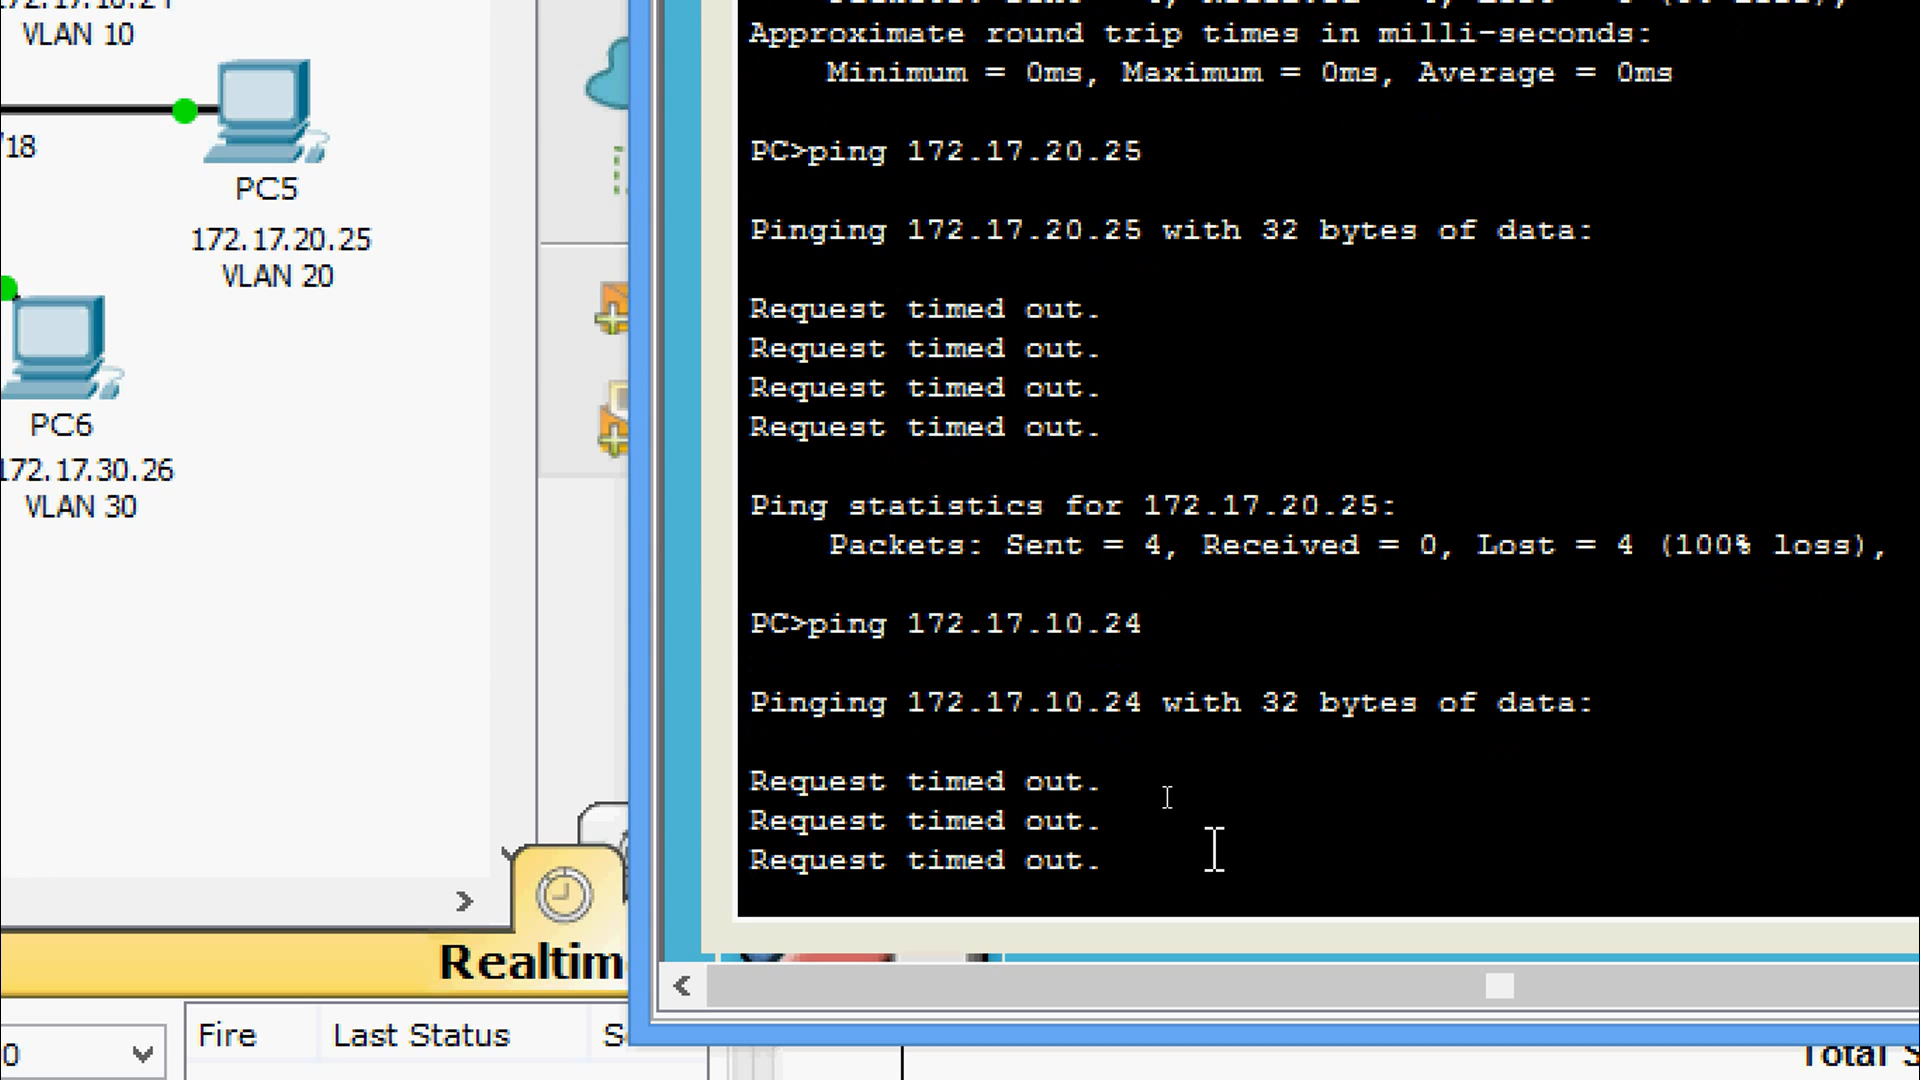 VLAN 10
18
PC5
172.17.20.25
VLAN 20
PC6
172.17.30.26
VLAN 30
Realtim
Fire
Last Status
0
Approximate round trip times in milli-seconds:
Minimum = 0ms, Maximum = 0ms, Average = 0ms
PC>ping 172.17.20.25
Pinging 172.17.20.25 with 32 bytes of data:
Request timed out.
Request timed out.
Request timed out.
Request timed out.
Ping statistics for 172.17.20.25:
Packets: Sent = 4, Received = 0, Lost = 4 (100% loss),
PC>ping 172.17.10.24
Pinging 172.17.10.24 with 32 bytes of data:
Request timed out.
Request timed out.
Request timed out.
Total S